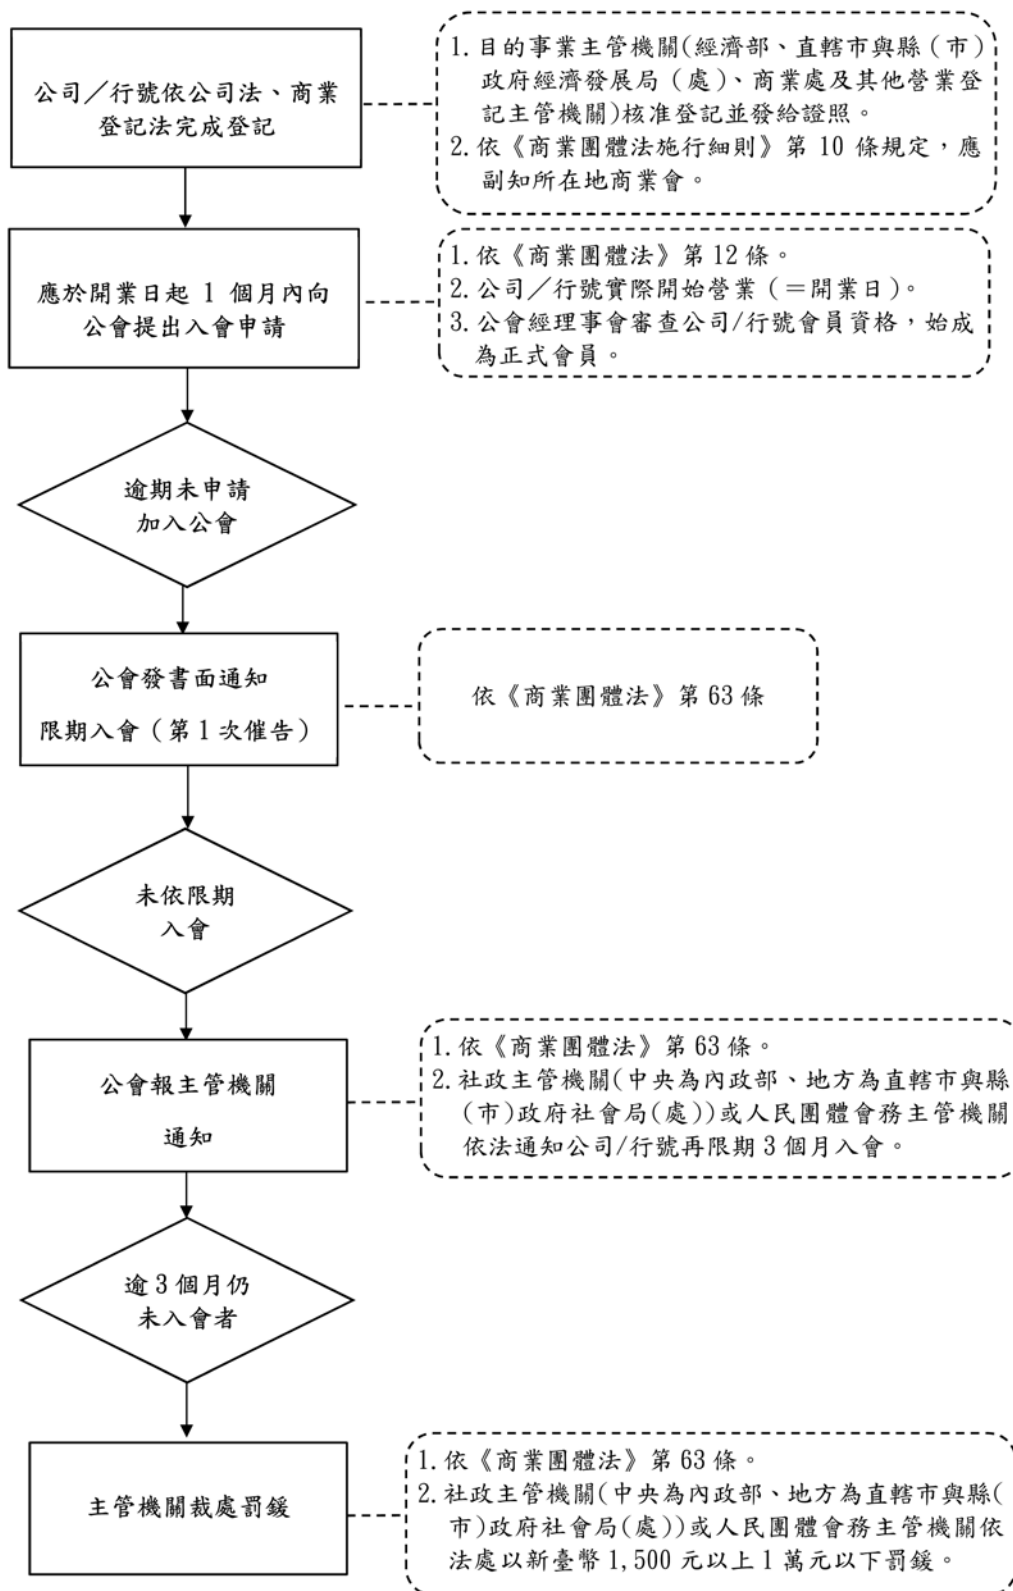 公司／行號依公司法、商業
登記法完成登記
1. 目的事業主管機關(經濟部、直轄市與縣（市）
政府經濟發展局（處）、商業處及其他營業登
記主管機關)核准登記並發給證照。
2. 依《商業團體法施行細則》第 10 條規定，應
副知所在地商業會。
應於開業日起 1 個月內向
公會提出入會申請
1. 依《商業團體法》第 12 條。
2. 公司／行號實際開始營業（＝開業日）。
3. 公會經理事會審查公司/行號會員資格，始成
為正式會員。
逾期未申請
加入公會
公會發書面通知
限期入會（第 1 次催告）
依《商業團體法》第 63 條
未依限期
入會
公會報主管機關
通知
1. 依《商業團體法》第 63 條。
2. 社政主管機關(中央為內政部、地方為直轄市與縣
(市)政府社會局(處))或人民團體會務主管機關
依法通知公司/行號再限期 3 個月入會。
逾 3 個月仍
未入會者
主管機關裁處罰鍰
1. 依《商業團體法》第 63 條。
2. 社政主管機關(中央為內政部、地方為直轄市與縣(
市)政府社會局(處))或人民團體會務主管機關依
法處以新臺幣 1,500 元以上 1 萬元以下罰鍰。